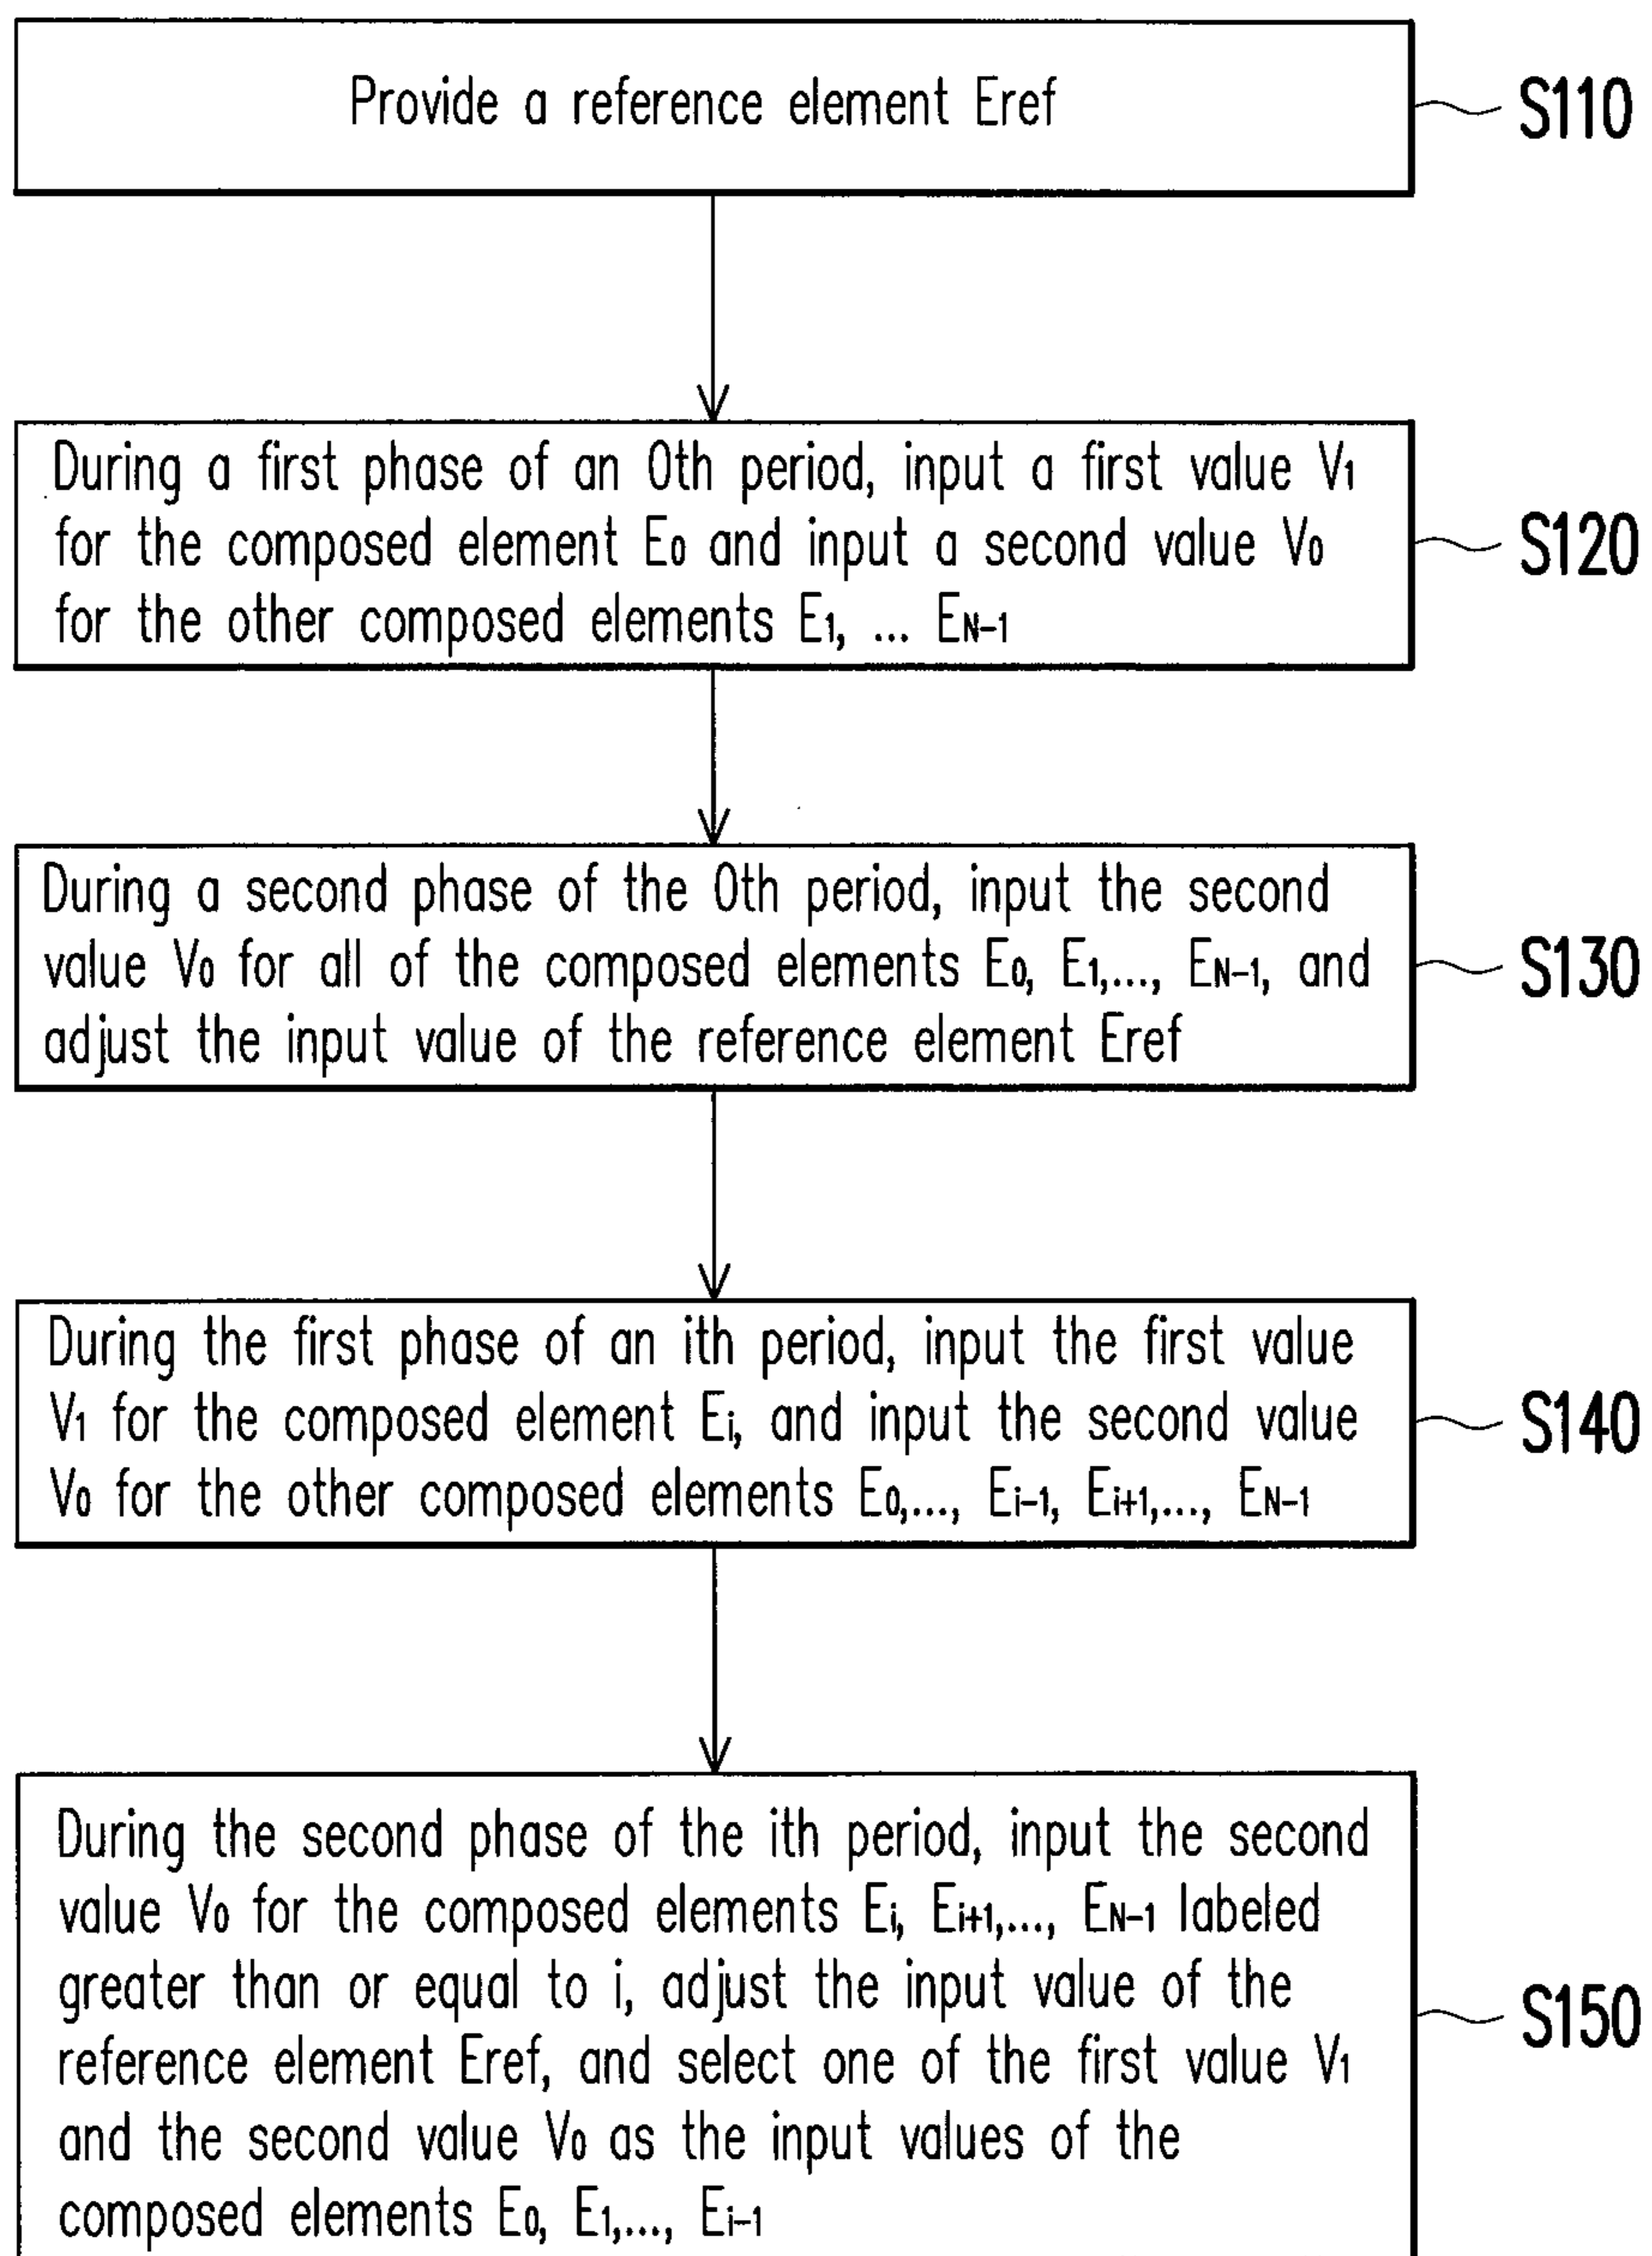 Provide a reference element Eref
S110
During a first phase of an 0th period, input a first value V1
for the composed element E0 and input a second value V0
for the other composed elements E1, ... EN-1
S120
During a second phase of the 0th period, input the second
value V0 for all of the composed elements E0, E1,..., EN-1, and
adjust the input value of the reference element Eref
S130
During the first phase of an ith period, input the first value
V1 for the composed element Ei, and input the second value
V0 for the other composed elements E0,..., Ei-1, Ei+1,..., EN-1
S140
During the second phase of the ith period, input the second
value V0 for the composed elements Ei, Ei+1,..., EN-1 labeled
greater than or equal to i, adjust the input value of the
reference element Eref, and select one of the first value V1
and the second value V0 as the input values of the
composed elements E0, E1,..., Ei-1
S150